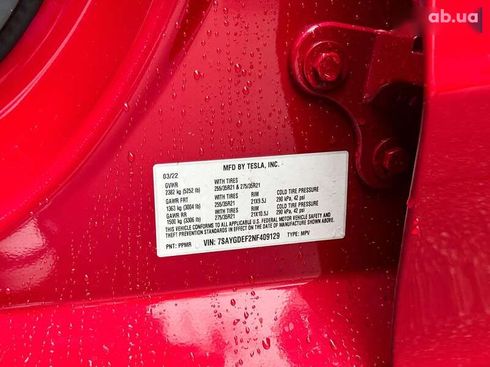 ab.ua
MFD BY TESLA, INC.
03/22
GVWR WITH TIRES
2382 kg (5252 lb) 255/35R21 & 275/35R21
GAWR FRT WITH TIRES RIM COLD TIRE PRESSURE
1363 kg (3004 lb) 255/35R21 21X9.5J 290 kPa, 42 psi
GAWR RR WITH TIRES RIM COLD TIRE PRESSURE
1500 kg (3306 lb) 275/35R21 21X10.5J 290 kPa, 42 psi
THIS VEHICLE CONFORMS TO ALL APPLICABLE FEDERAL MOTOR VEHICLE SAFETY AND
THEFT PREVENTION STANDARDS IN EFFECT ON THE DATE OF MANUFACTURE SHOWN
ABOVE.
PNT: PPMR VIN: 7SAYGDEF2NF409129 TYPE: MPV